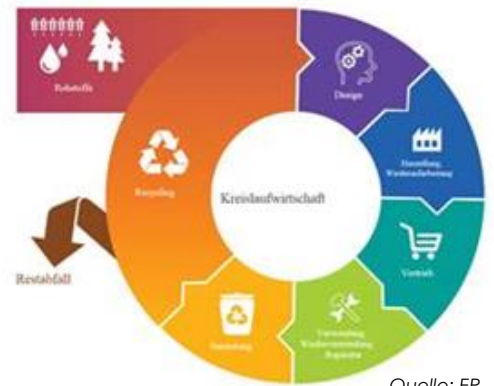 Rohstoffe
Design
Herstellung,
Wiederaufarbeitung
Recycling
Kreislaufwirtschaft
Vertrieb
Restabfall
Sammlung
Verwendung,
Wiederverwendung,
Reparatur
Quelle: EP